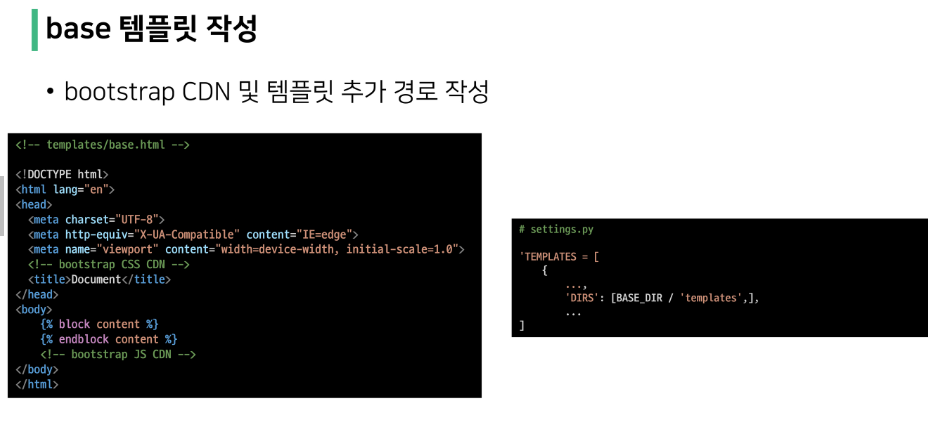 base 템플릿 작성
• bootstrap CDN 및 템플릿 추가 경로 작성
<!-- templates/base.html -->
<!DOCTYPE html>
<html lang="en">
<head>
  <meta charset="UTF-8">
  <meta http-equiv="X-UA-Compatible" content="IE=edge">
  <meta name="viewport" content="width=device-width, initial-scale=1.0">
  <!-- bootstrap CSS CDN -->
  <title>Document</title>
</head>
<body>
    {% block content %}
    {% endblock content %}
    <!-- bootstrap JS CDN -->
</body>
</html>
# settings.py
'TEMPLATES = [
    {
        ...,
        'DIRS': [BASE_DIR / 'templates',],
        ...
]